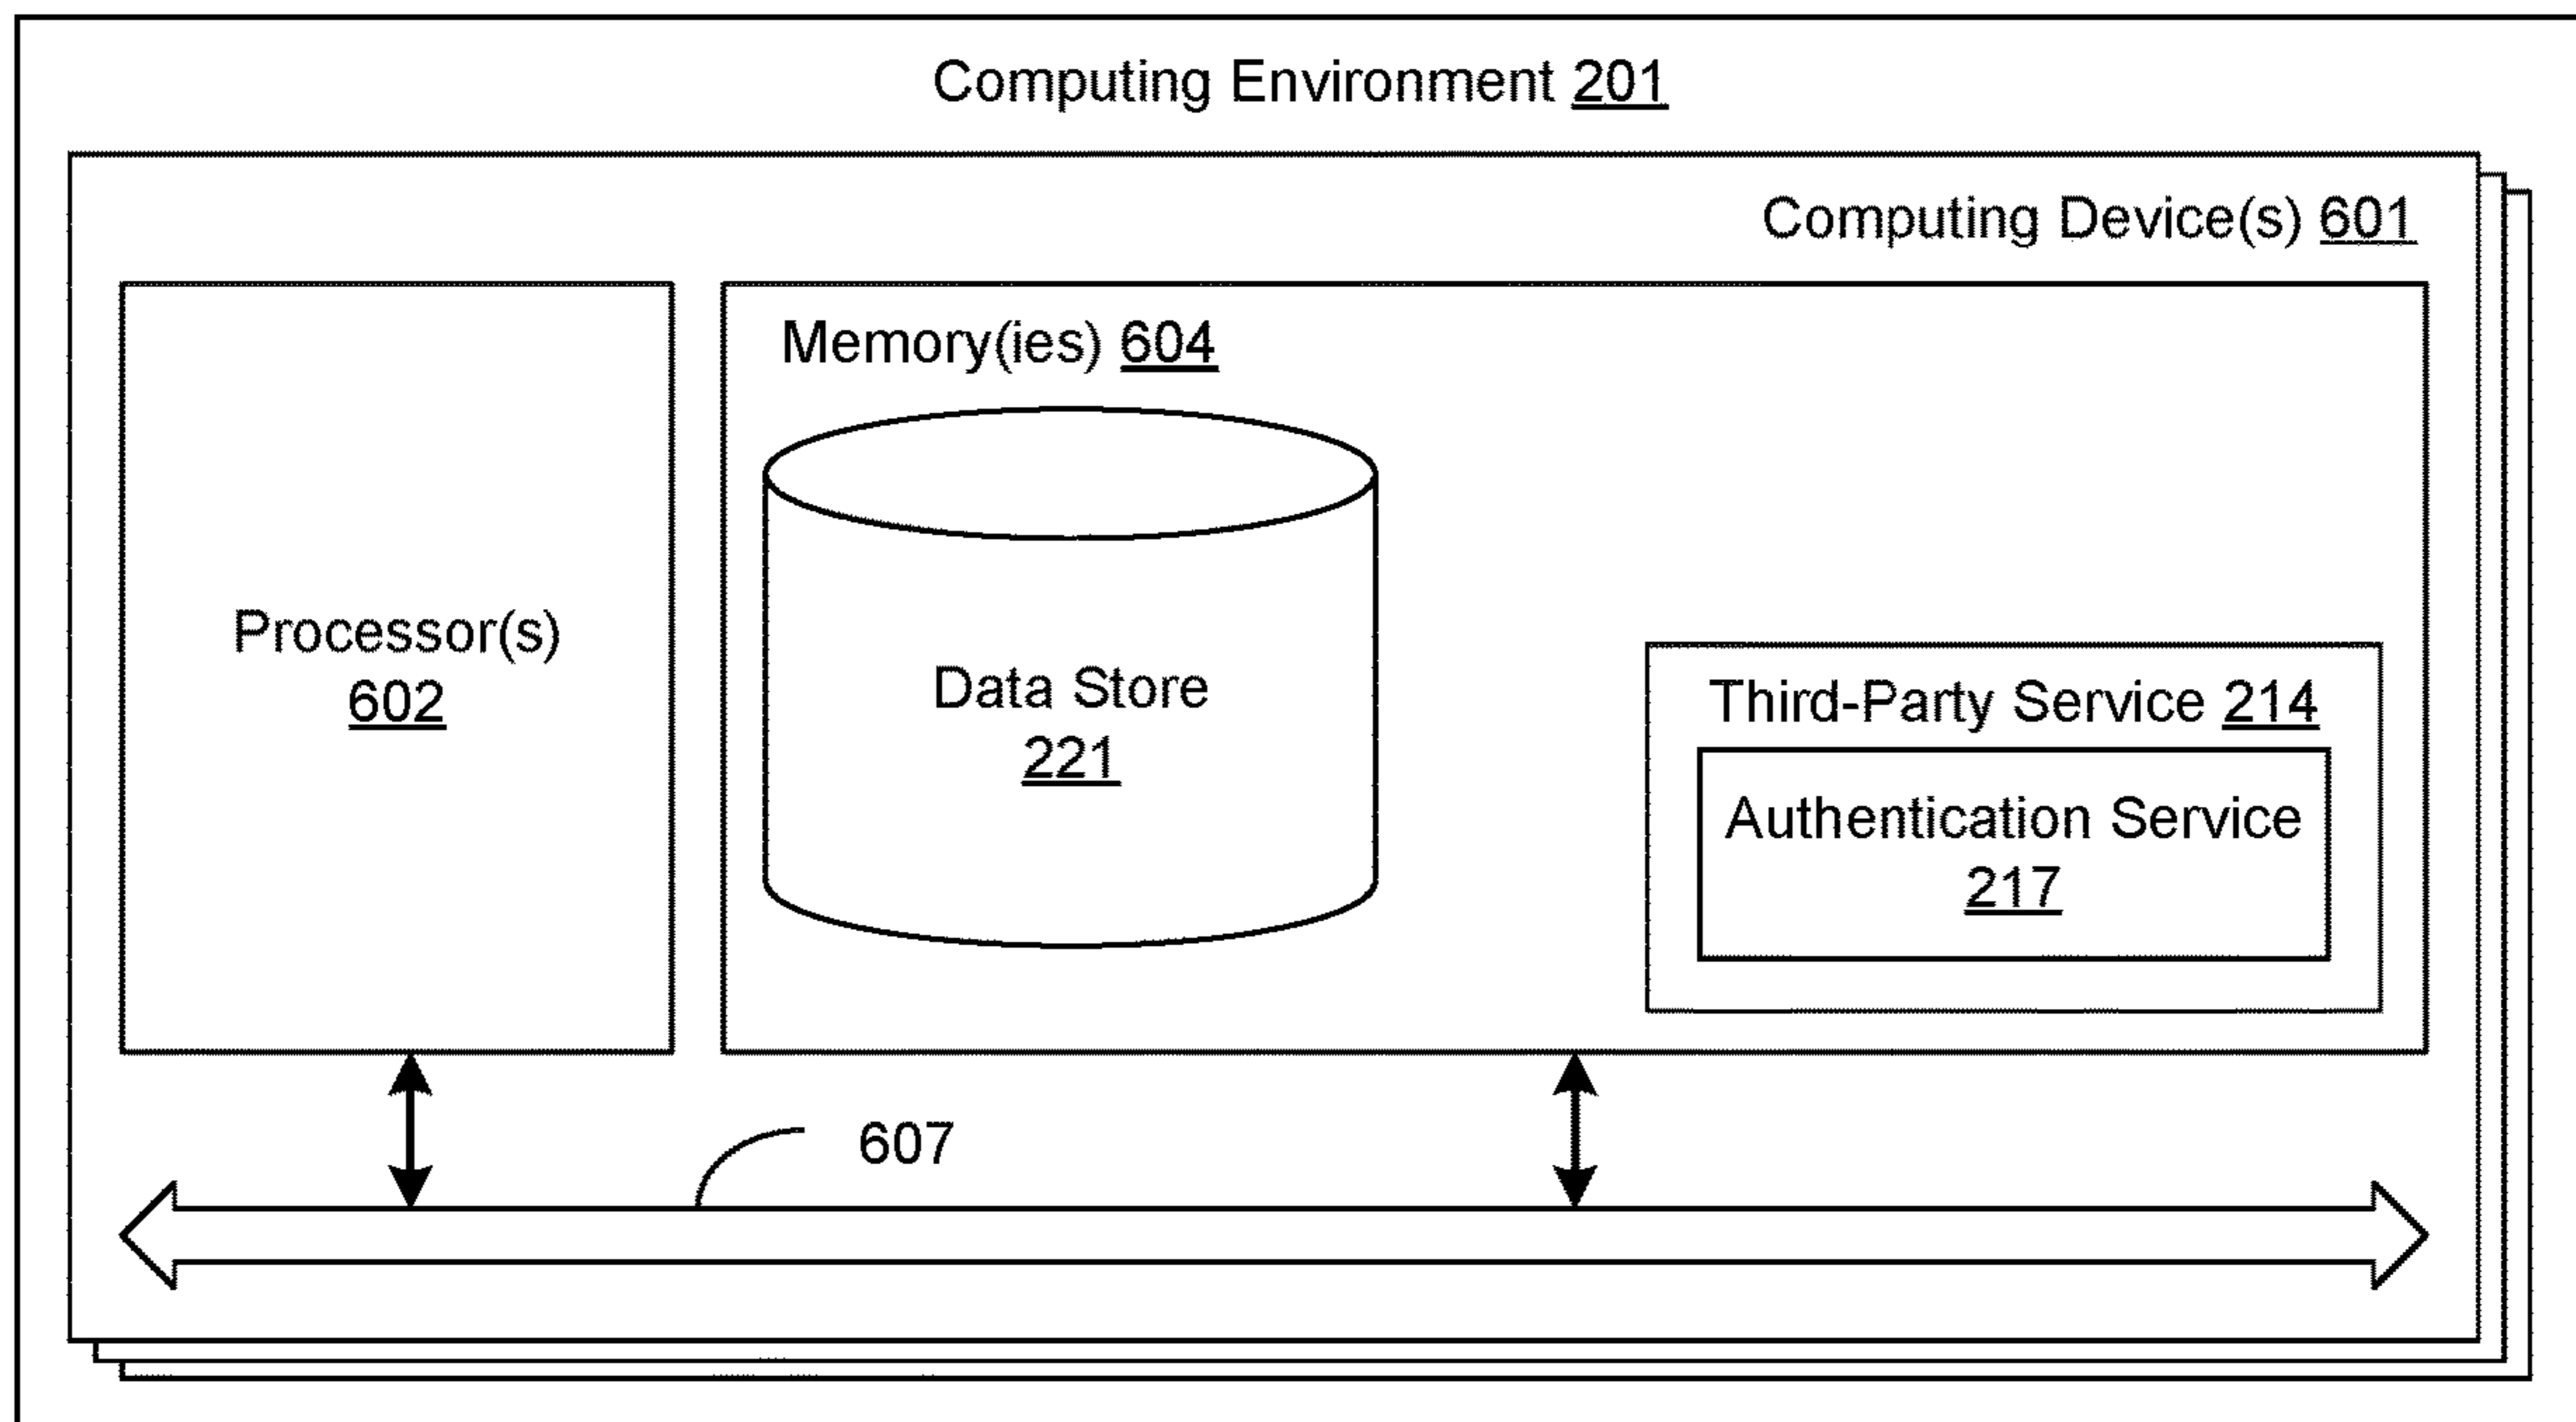 Computing Environment 201
Computing Device(s) 601
Memory(ies) 604
Processor(s)
602
Data Store
221
Third-Party Service 214
Authentication Service
217
607